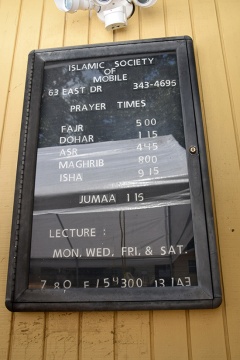 ISLAMIC SOCIETY
OF
MOBILE
63 EAST DR 343-4695
PRAYER TIMES
FAJR 5 00
DOHAR 1 15
ASR 4 45
MAGHRIB 8 00
ISHA 9 15
JUMAA 1 15
LECTURE :
MON, WED, FRI, & SAT.